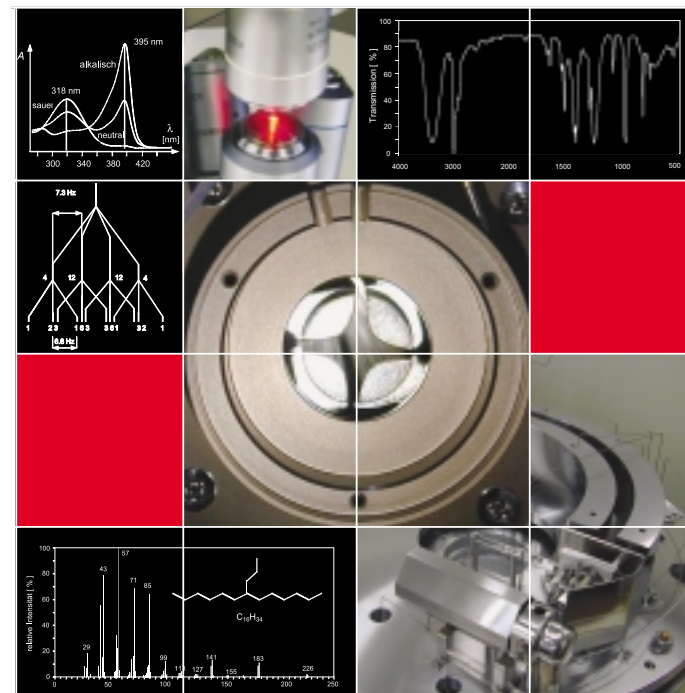 A
395 nm
alkalisch
318 nm
sauer
neutral
λ
[nm]
300 340 380 420
Transmission [ % ]
100
80
60
40
20
0
4000 3000 2000 1500 1000 500
7.3 Hz
4 12 12 4
1 2 3 1 6 3 3 6 1 3 2 1
6.8 Hz
relative Intensität [ % ]
100
80
60
40
20
0
57
43
71
85
29
99
113
127
141
155
183
226
C16H34
0 50 100 150 200 250